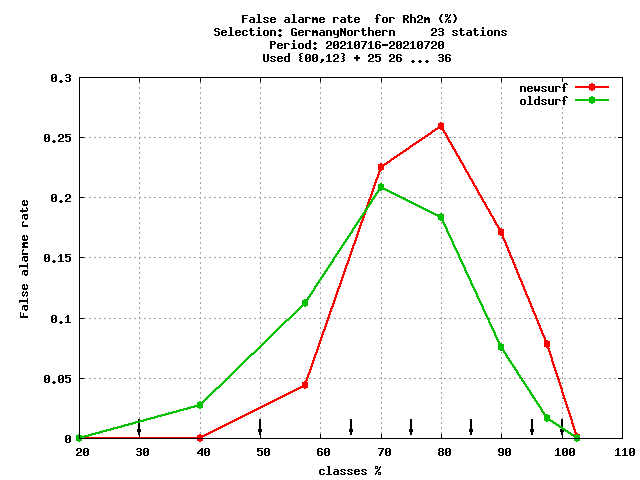 False alarme rate  for Rh2m (%)
Selection: GermanyNorthern     23 stations
Period: 20210716-20210720
Used {00,12} + 25 26 ... 36
newsurf
oldsurf
0.3
0.25
0.2
0.15
0.1
0.05
0
False alarme rate
20 30 40 50 60 70 80 90 100 110
classes %